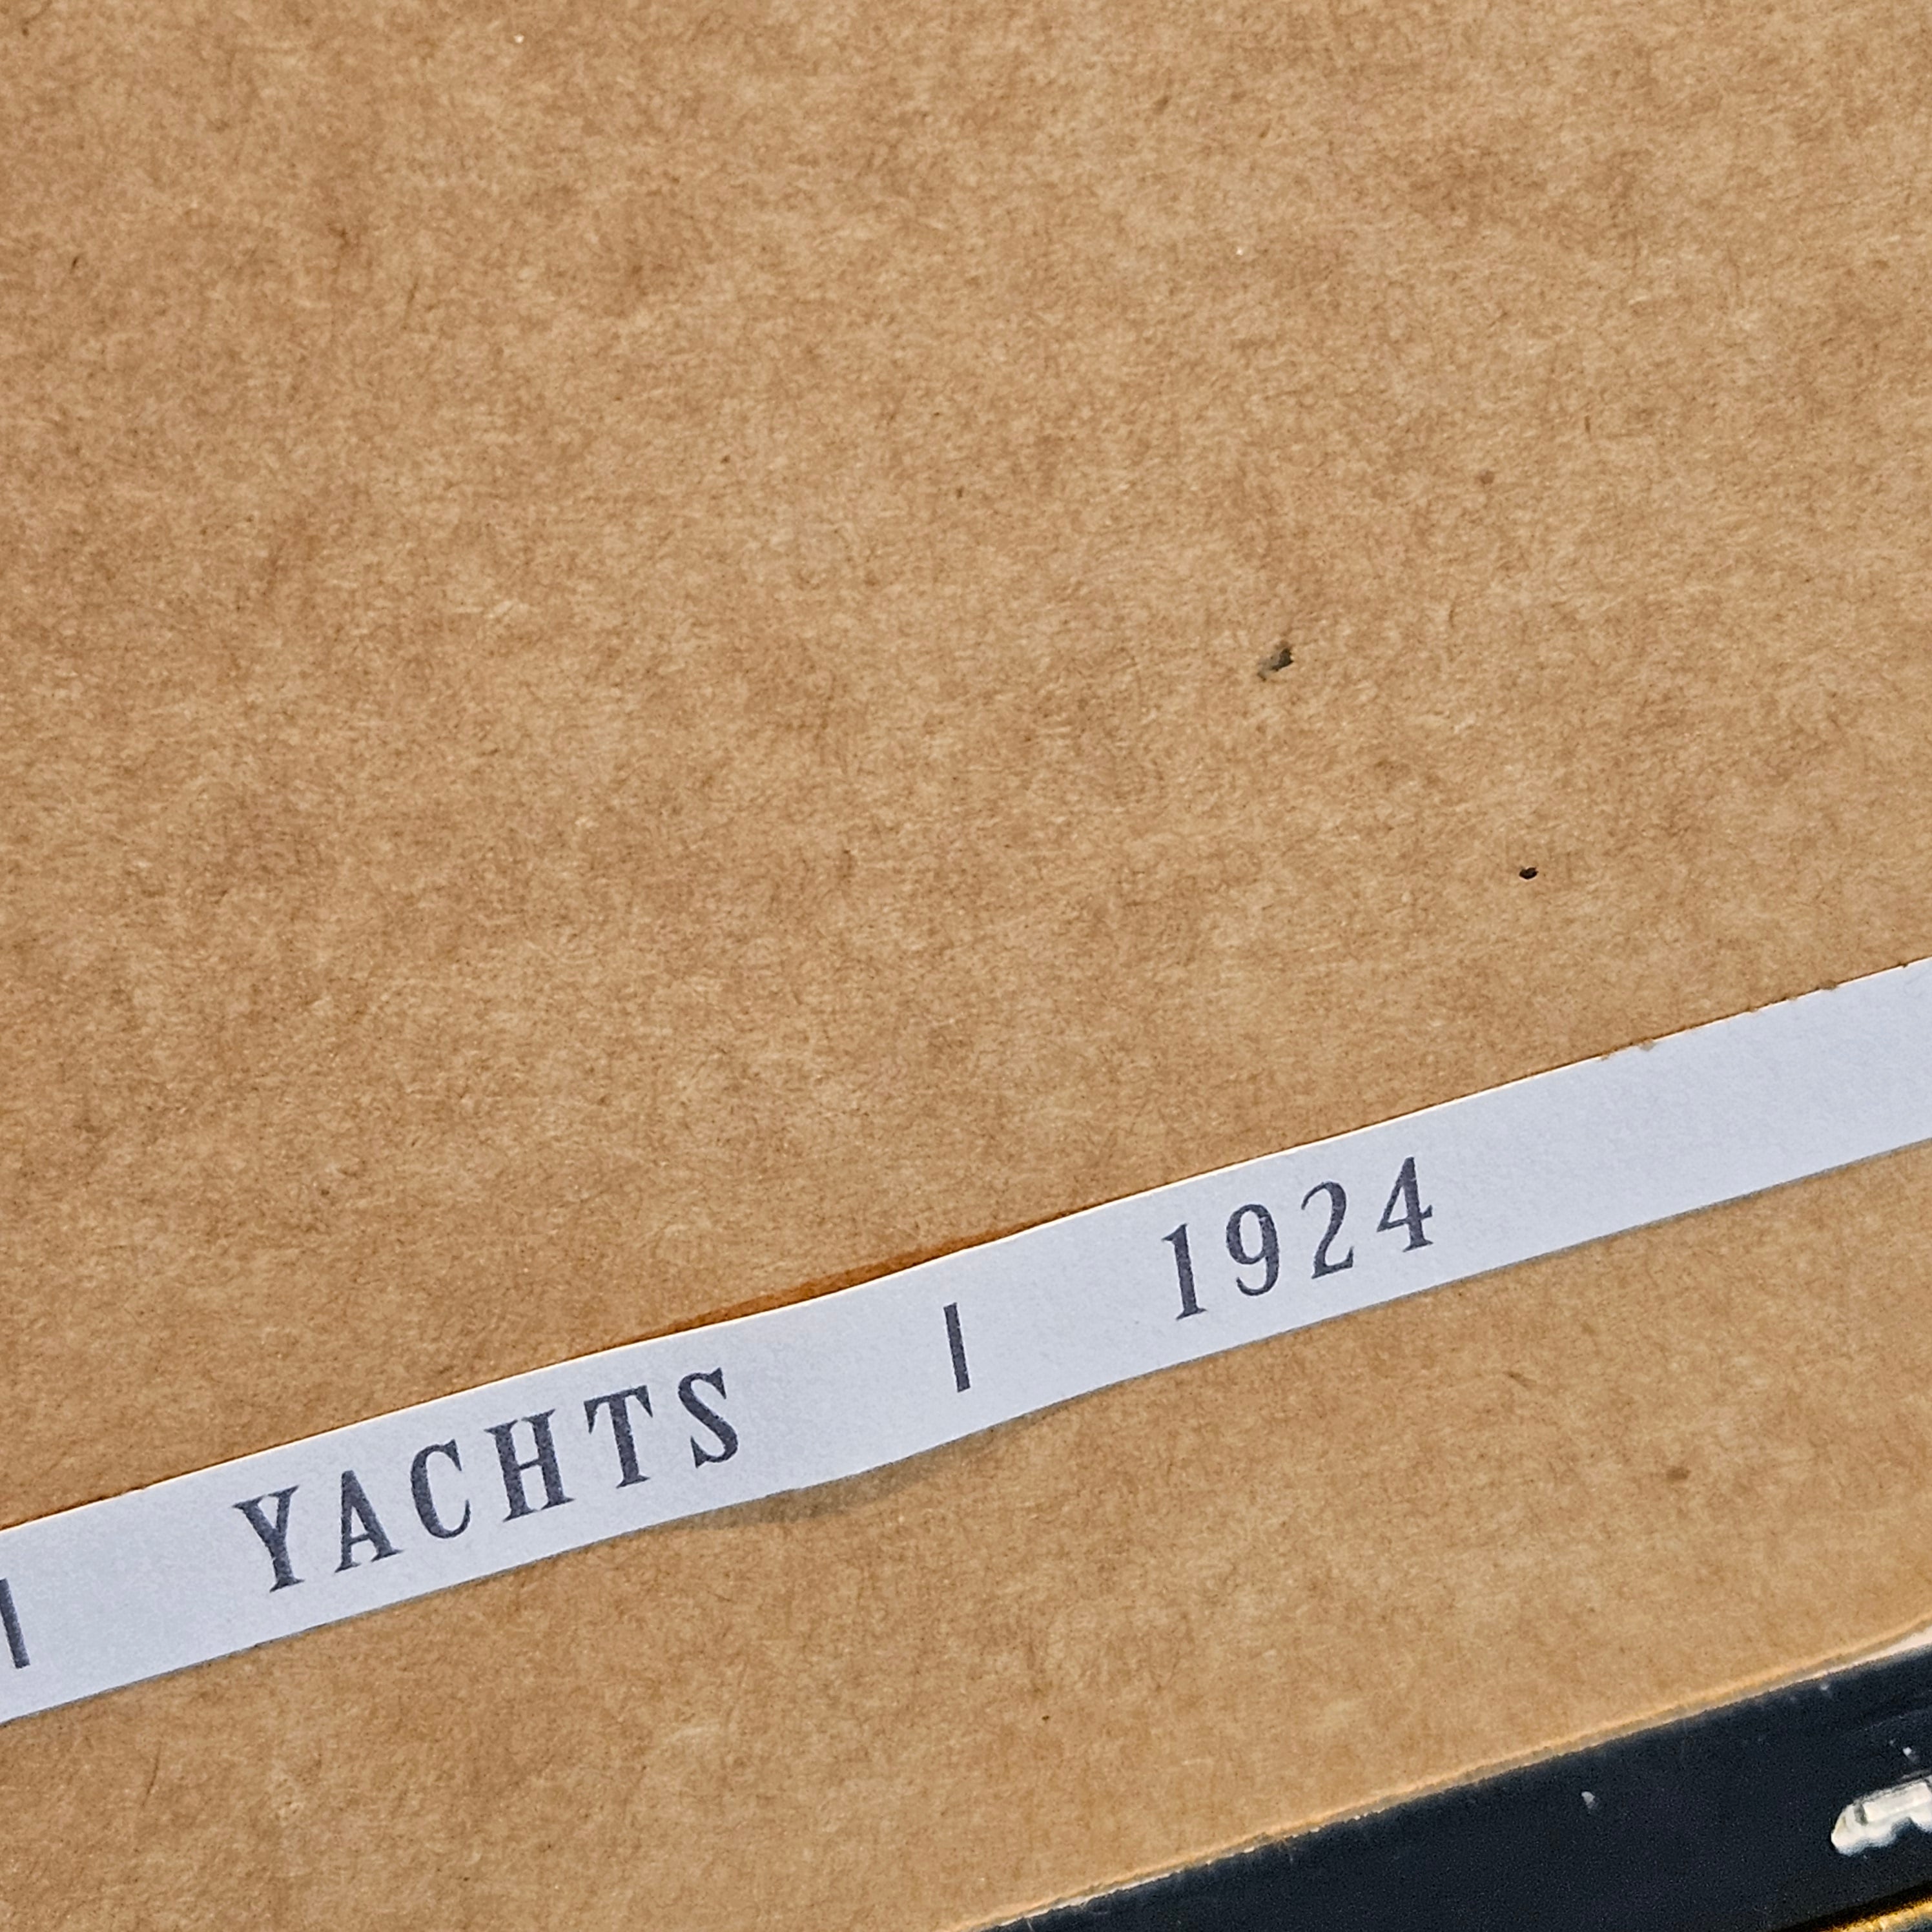 | YACHTS | 1924